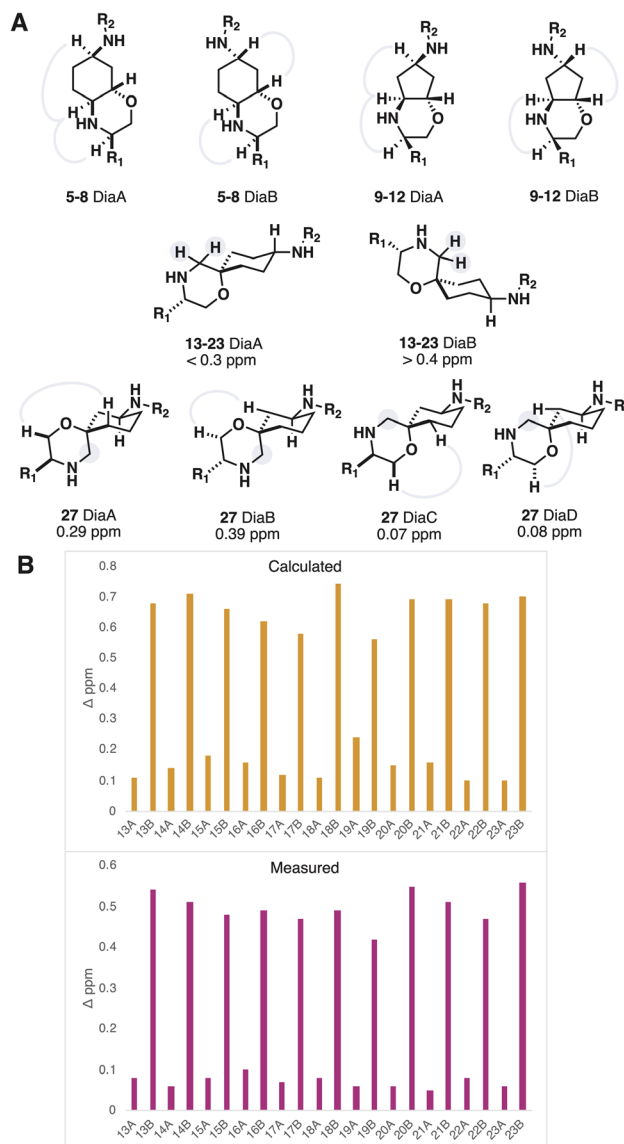 A
R2
NH
H
H
O
H
HN
H
R1
5-8 DiaA
R2
HN
H
H
O
H
HN
R1
5-8 DiaB
R2
H
NH
H
H
HN
O
H
R1
9-12 DiaA
R2
HN
H
H
H
HN
O
H
R1
9-12 DiaB
H
R2
H
H
NH
HN
O
R1
13-23 DiaA
< 0.3 ppm
H
R1
N
H
H
R2
O
NH
H
13-23 DiaB
> 0.4 ppm
H
H
N
R2
O
H
H
R1
N
H
27 DiaA
0.29 ppm
H
H
N
R2
O
H
R1
N
H
27 DiaB
0.39 ppm
H
N
R2
HN
H
R1
O
H
27 DiaC
0.07 ppm
H
H
N
R
HN
O
R1
H
27 DiaD
0.08 ppm
B
Calculated
Δ ppm
0.8
0.7
0.6
0.5
0.4
0.3
0.2
0.1
0
13A 13B 14A 14B 15A 15B 16A 16B 17A 17B 18A 18B 19A 19B 20A 20B 21A 21B 22A 22B 23A 23B
Measured
Δ ppm
0.6
0.5
0.4
0.3
0.2
0.1
0
13A 13B 14A 14B 15A 15B 16A 16B 17A 17B 18A 18B 19A 19B 20A 20B 21A 21B 22A 22B 23A 23B